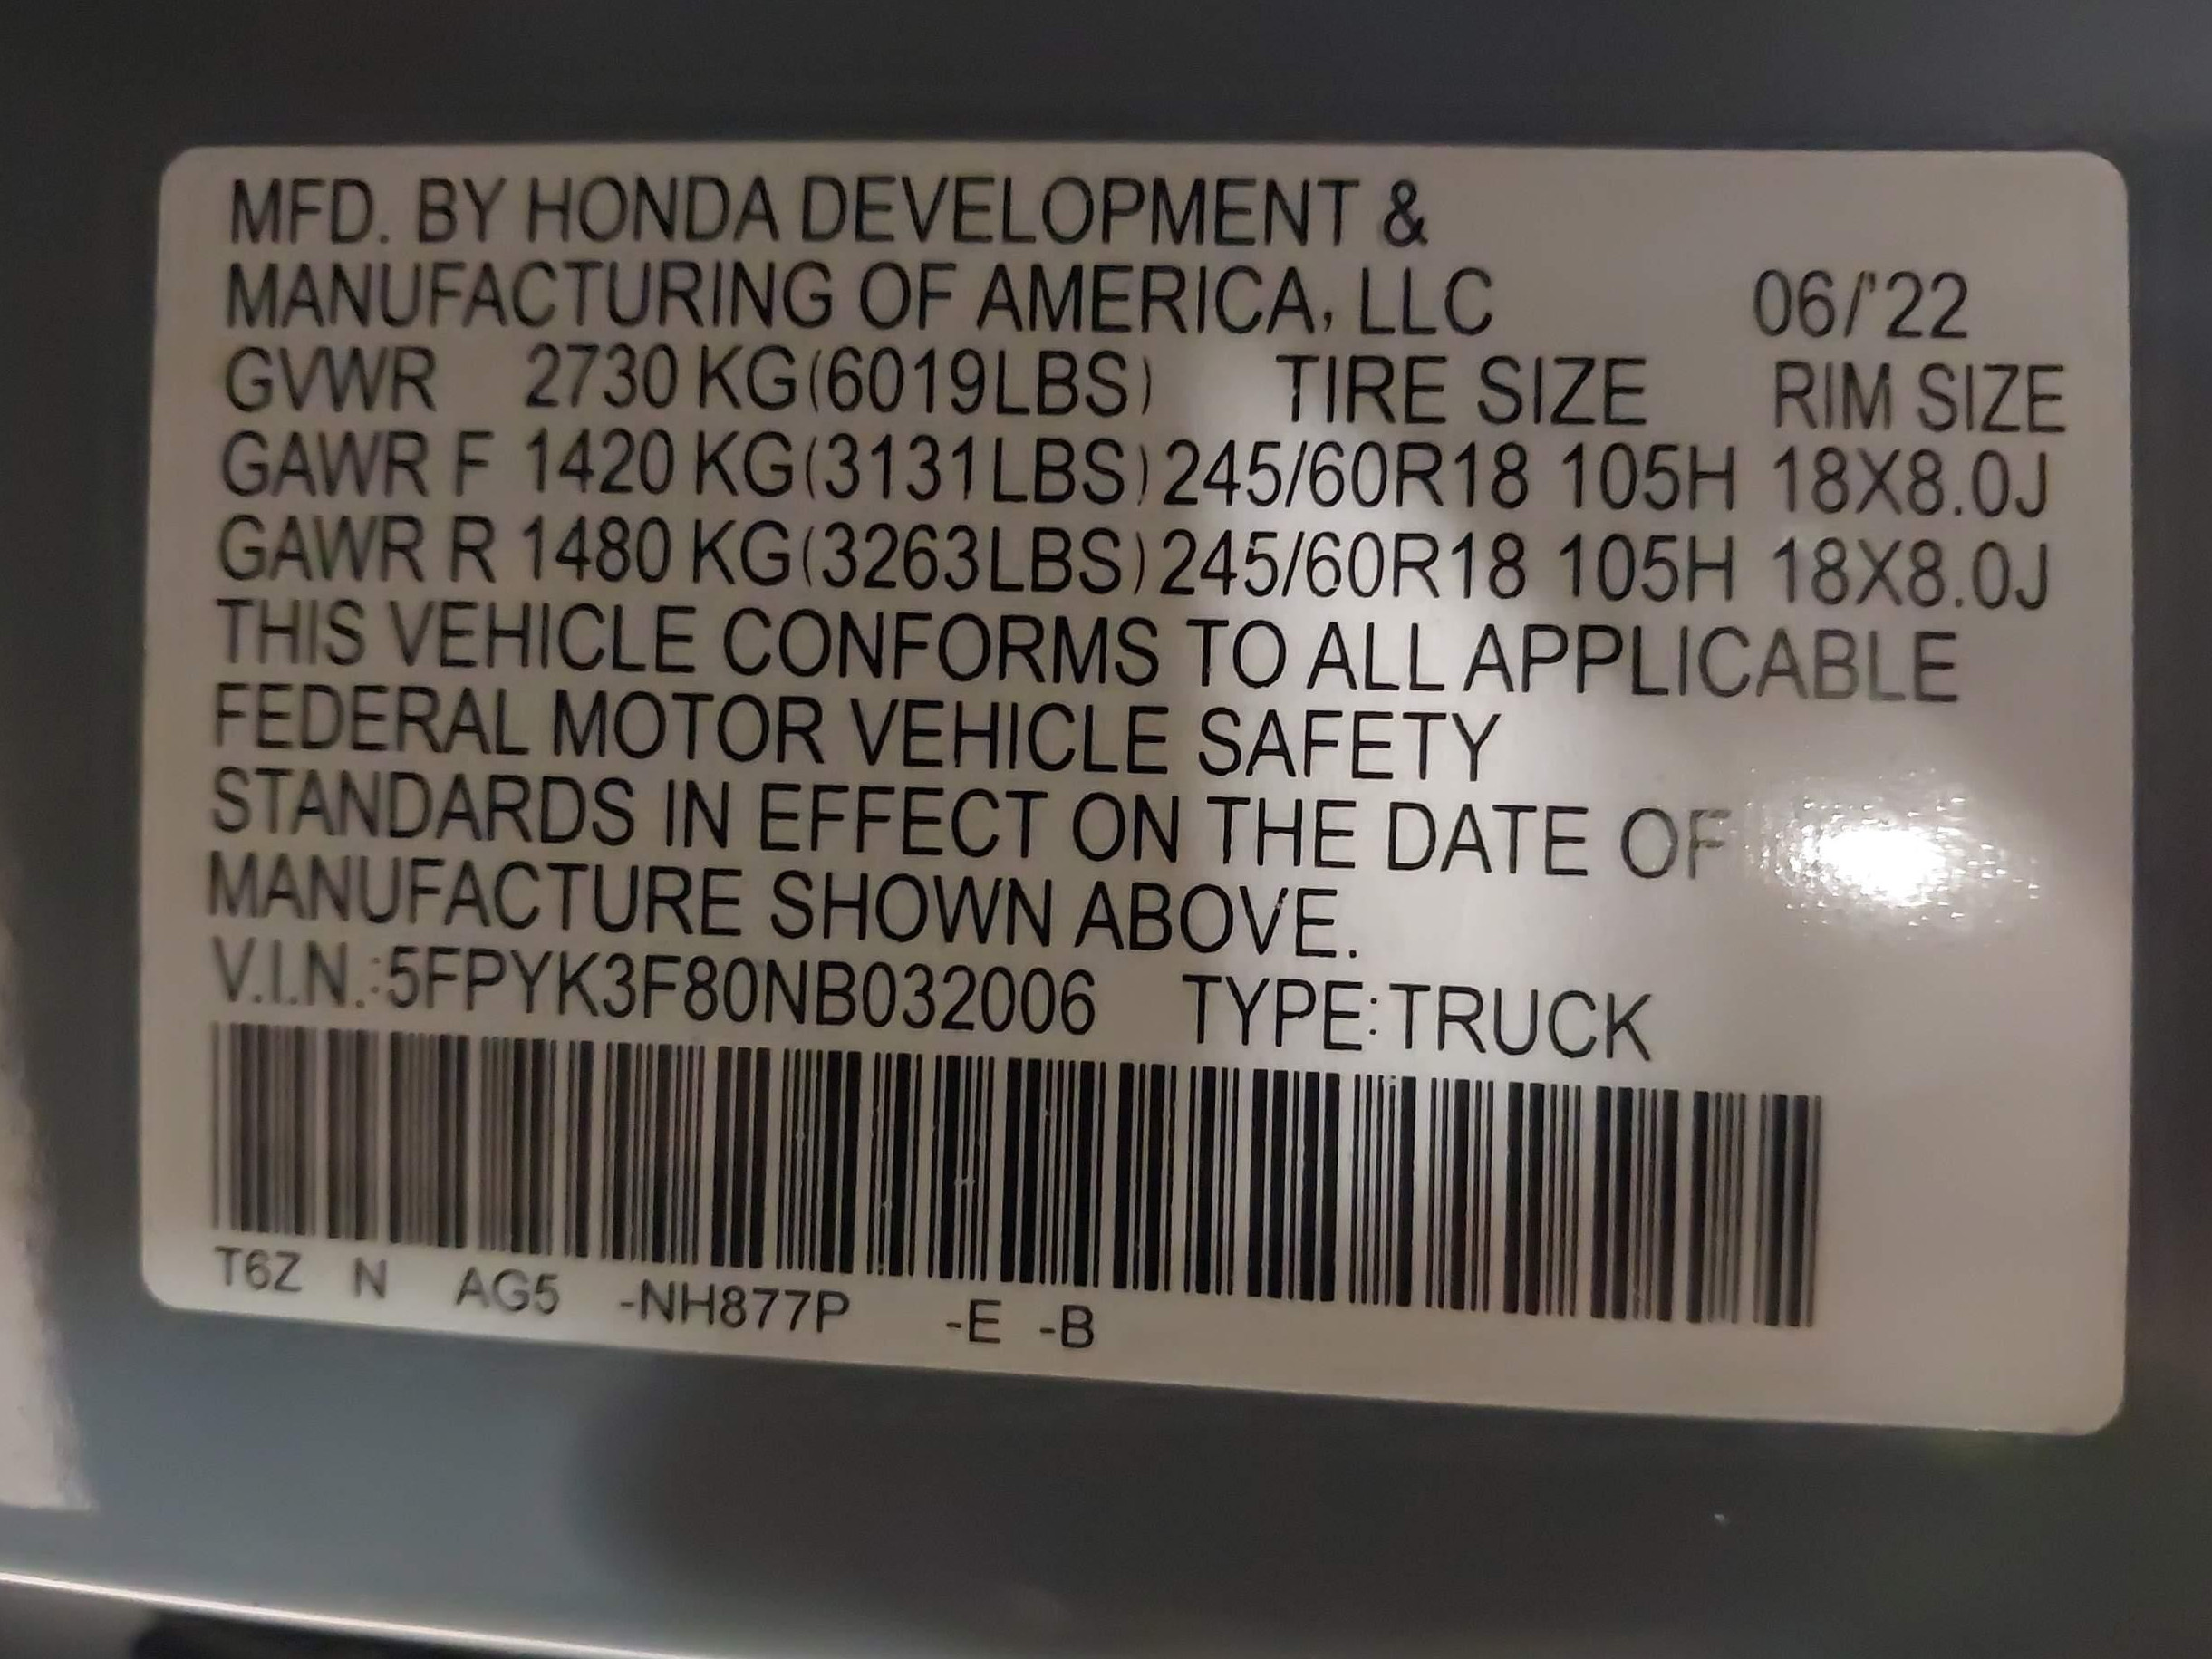 MFD. BY HONDA DEVELOPMENT &
MANUFACTURING OF AMERICA, LLC 06/'22
GVWR 2730 KG(6019LBS) TIRE SIZE RIM SIZE
GAWR F 1420 KG(3131LBS) 245/60R18 105H 18X8.0J
GAWR R 1480 KG(3263LBS) 245/60R18 105H 18X8.0J
THIS VEHICLE CONFORMS TO ALL APPLICABLE
FEDERAL MOTOR VEHICLE SAFETY
STANDARDS IN EFFECT ON THE DATE OF
MANUFACTURE SHOWN ABOVE.
V.I.N.:5FPYK3F80NB032006 TYPE:TRUCK
T6Z N AG5 -NH877P -E -B